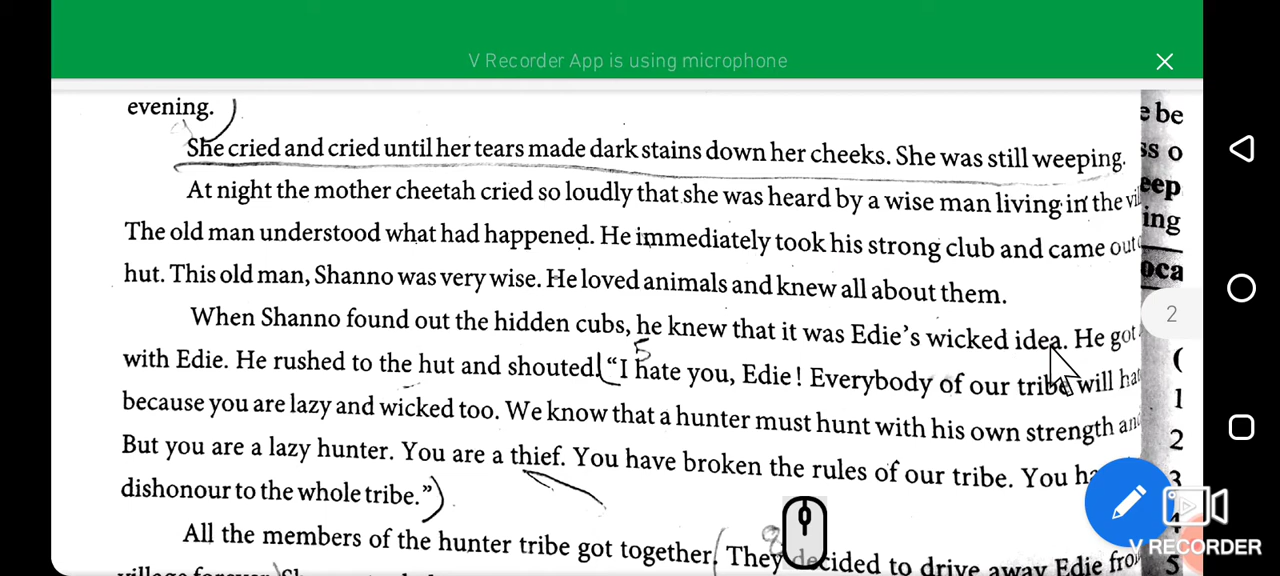 V Recorder App is using microphone
evening.
She cried and cried until her tears made dark stains down her cheeks. She was still weeping.
At night the mother cheetah cried so loudly that she was heard by a wise man living in the
The old man understood what had happened. He immediately took his strong club and came out
hut. This old man, Shanno was very wise. He loved animals and knew all about them.
When Shanno found out the hidden cubs, he knew that it was Edie's wicked idea. He got
with Edie. He rushed to the hut and shouted. "I hate you, Edie! Everybody of our tribe will
because you are lazy and wicked too. We know that a hunter must hunt with his own strength
But you are a lazy hunter. You are a thief. You have broken the rules of our tribe. You
dishonour to the whole tribe."
All the members of the hunter tribe got together. They decided to drive away Edie
2
1
2
3
4
5
V RECORDER